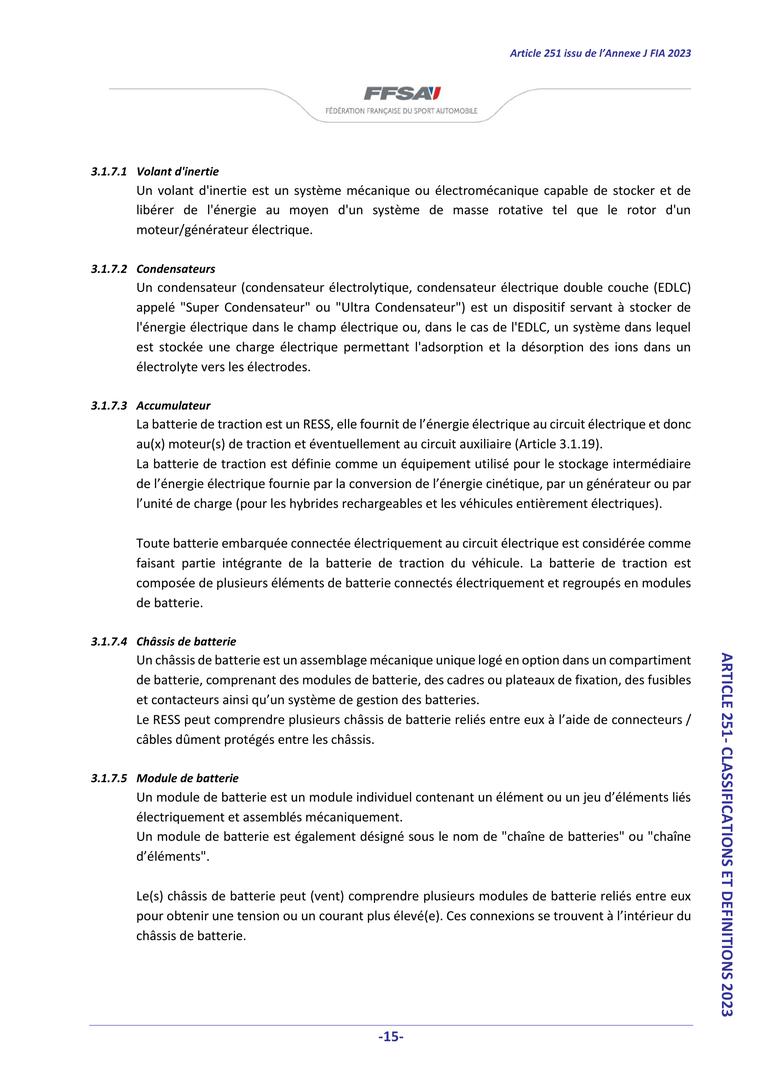 Article 251 issu de l’Annexe J FIA 2023
FFSA
FÉDÉRATION FRANÇAISE DU SPORT AUTOMOBILE
3.1.7.1 Volant d'inertie
Un volant d'inertie est un système mécanique ou électromécanique capable de stocker et de
libérer de l'énergie au moyen d'un système de masse rotative tel que le rotor d'un
moteur/générateur électrique.
3.1.7.2 Condensateurs
Un condensateur (condensateur électrolytique, condensateur électrique double couche (EDLC)
appelé "Super Condensateur" ou "Ultra Condensateur") est un dispositif servant à stocker de
l'énergie électrique dans le champ électrique ou, dans le cas de l'EDLC, un système dans lequel
est stockée une charge électrique permettant l'adsorption et la désorption des ions dans un
électrolyte vers les électrodes.
3.1.7.3 Accumulateur
La batterie de traction est un RESS, elle fournit de l’énergie électrique au circuit électrique et donc
au(x) moteur(s) de traction et éventuellement au circuit auxiliaire (Article 3.1.19).
La batterie de traction est définie comme un équipement utilisé pour le stockage intermédiaire
de l’énergie électrique fournie par la conversion de l’énergie cinétique, par un générateur ou par
l’unité de charge (pour les hybrides rechargeables et les véhicules entièrement électriques).
Toute batterie embarquée connectée électriquement au circuit électrique est considérée comme
faisant partie intégrante de la batterie de traction du véhicule. La batterie de traction est
composée de plusieurs éléments de batterie connectés électriquement et regroupés en modules
de batterie.
3.1.7.4 Châssis de batterie
Un châssis de batterie est un assemblage mécanique unique logé en option dans un compartiment
de batterie, comprenant des modules de batterie, des cadres ou plateaux de fixation, des fusibles
et contacteurs ainsi qu’un système de gestion des batteries.
Le RESS peut comprendre plusieurs châssis de batterie reliés entre eux à l’aide de connecteurs /
câbles dûment protégés entre les châssis.
3.1.7.5 Module de batterie
Un module de batterie est un module individuel contenant un élément ou un jeu d’éléments liés
électriquement et assemblés mécaniquement.
Un module de batterie est également désigné sous le nom de "chaîne de batteries" ou "chaîne
d’éléments".
Le(s) châssis de batterie peut (vent) comprendre plusieurs modules de batterie reliés entre eux
pour obtenir une tension ou un courant plus élevé(e). Ces connexions se trouvent à l’intérieur du
châssis de batterie.
ARTICLE 251- CLASSIFICATIONS ET DEFINITIONS 2023
-15-